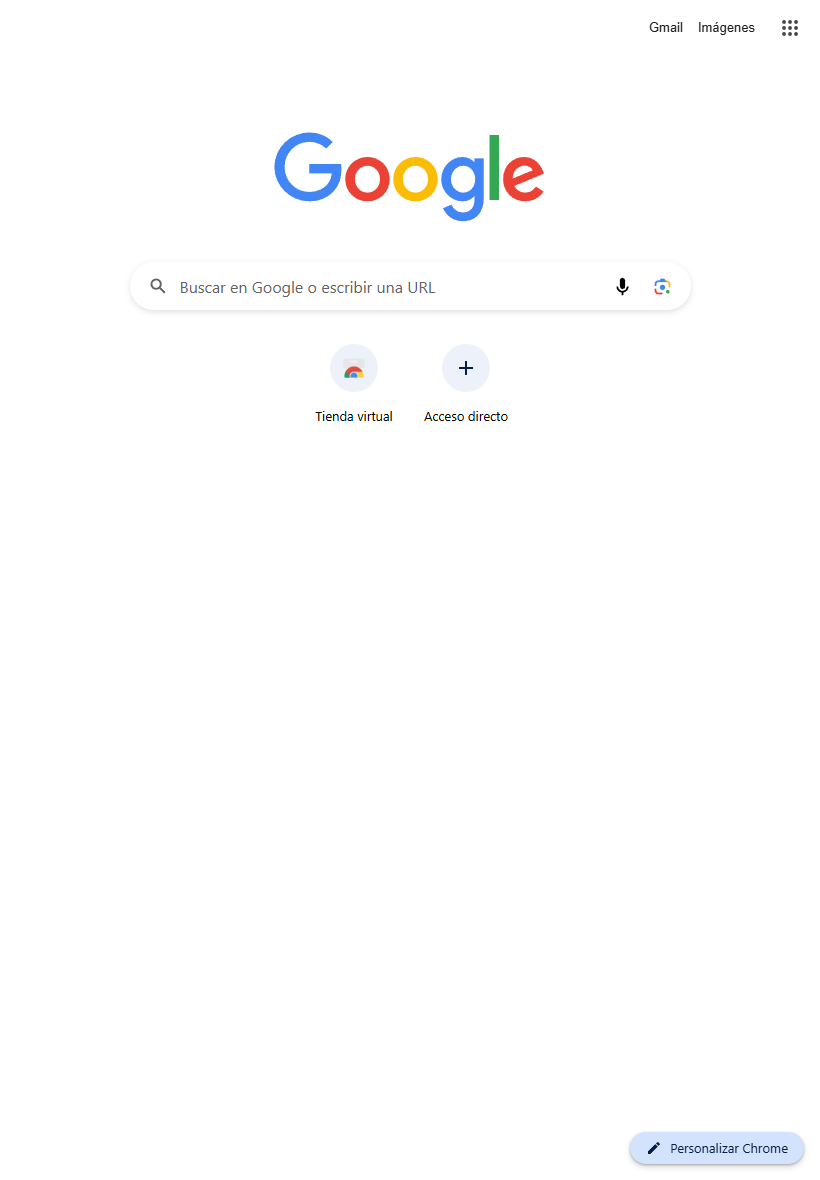 Gmail Imágenes
Google
Buscar en Google o escribir una URL
Tienda virtual
Acceso directo
Personalizar Chrome